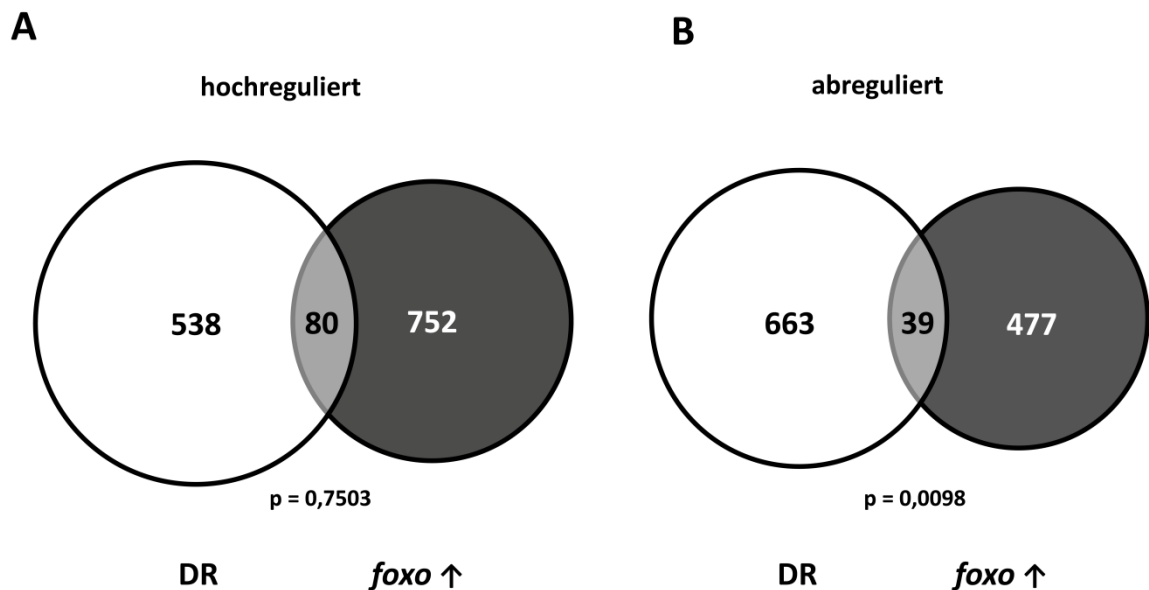 A
hochreguliert
538
80
752
p = 0,7503
DR
foxo ↑
B
abreguliert
663
39
477
p = 0,0098
DR
foxo ↑